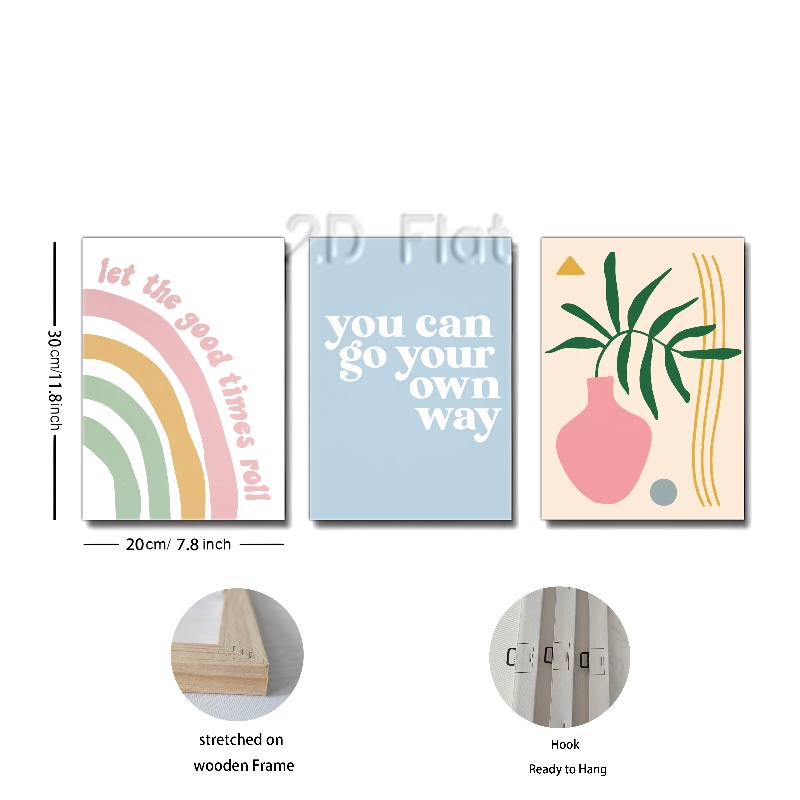 2D Flat
let the good times roll
you can
go your
own
way
30cm/11.8inch
20cm/ 7.8 inch
stretched on
wooden Frame
Hook
Ready to Hang